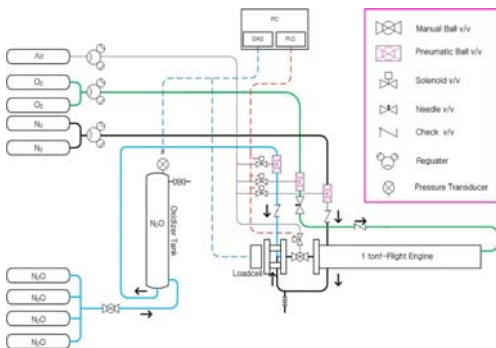 PC
DAQ
PLC
Air
O₂
O₂
N₂
N₂
N₂O
Oxidizer Tank
N₂O
N₂O
N₂O
N₂O
Loadcell
1 tonf-Flight Engine
Manual Ball v/v
Pneumatic Ball v/v
Solenoid v/v
Needle v/v
Check v/v
Reguater
Pressure Transducer